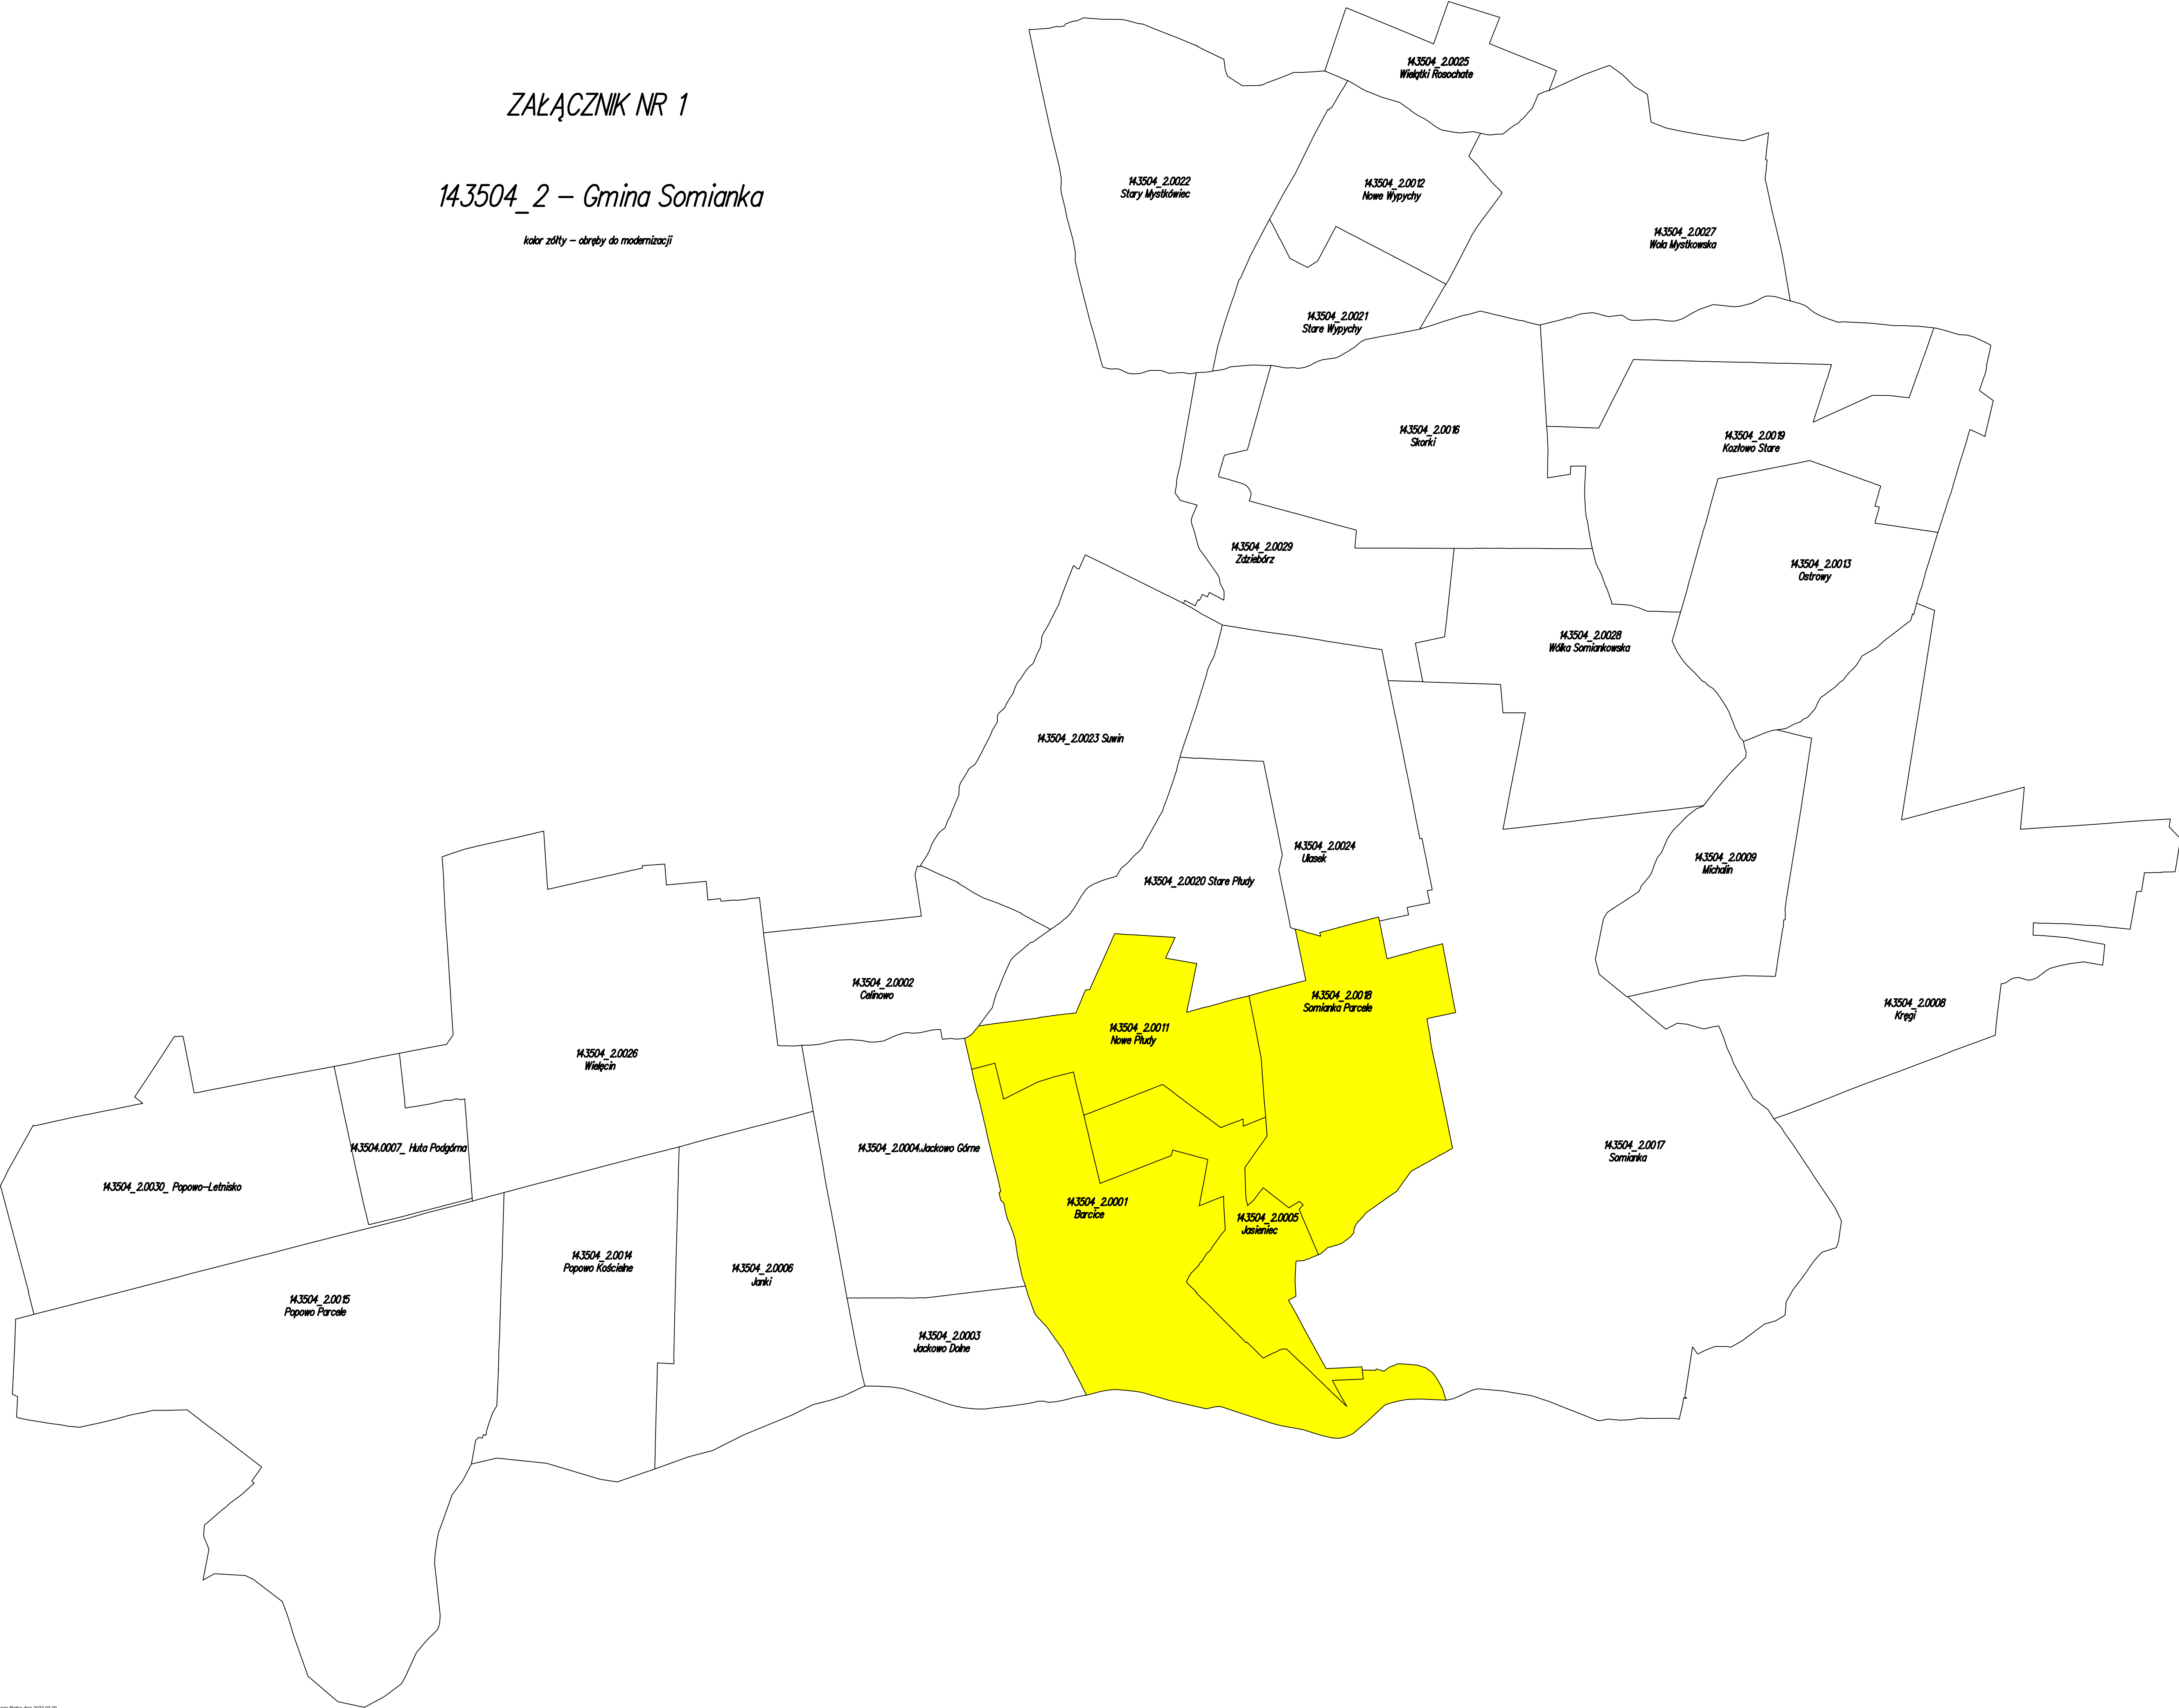 ZAŁĄCZNIK NR 1
143504_2 – Gmina Somianka
kolor żółty – obręby do modernizacji
143504_2.0025
Wielątki Rosochate
143504_2.0022
Stary Mystkówiec
143504_2.0012
Nowe Wypychy
143504_2.0027
Wola Mystkowska
143504_2.0021
Stare Wypychy
143504_2.0016
Skorki
143504_2.0019
Kozłowo Stare
143504_2.0029
Zdziebórz
143504_2.0013
Ostrowy
143504_2.0028
Wólka Somiankowska
143504_2.0023 Suwin
143504_2.0024
Ulasek
143504_2.0009
Michalin
143504_2.0020 Stare Płudy
143504_2.0002
Celinowo
143504_2.0018
Somianka Parcele
143504_2.0008
Kręgi
143504_2.0011
Nowe Płudy
143504_2.0026
Wielęcin
143504.0007_ Huta Podgórna
143504_2.0004.Jackowo Górne
143504_2.0017
Somianka
143504_2.0030_ Popowo-Letnisko
143504_2.0001
Barcice
143504_2.0005
Jasieniec
143504_2.0014
Popowo Kościelne
143504_2.0006
Janki
143504_2.0015
Popowo Parcele
143504_2.0003
Jackowo Dolne